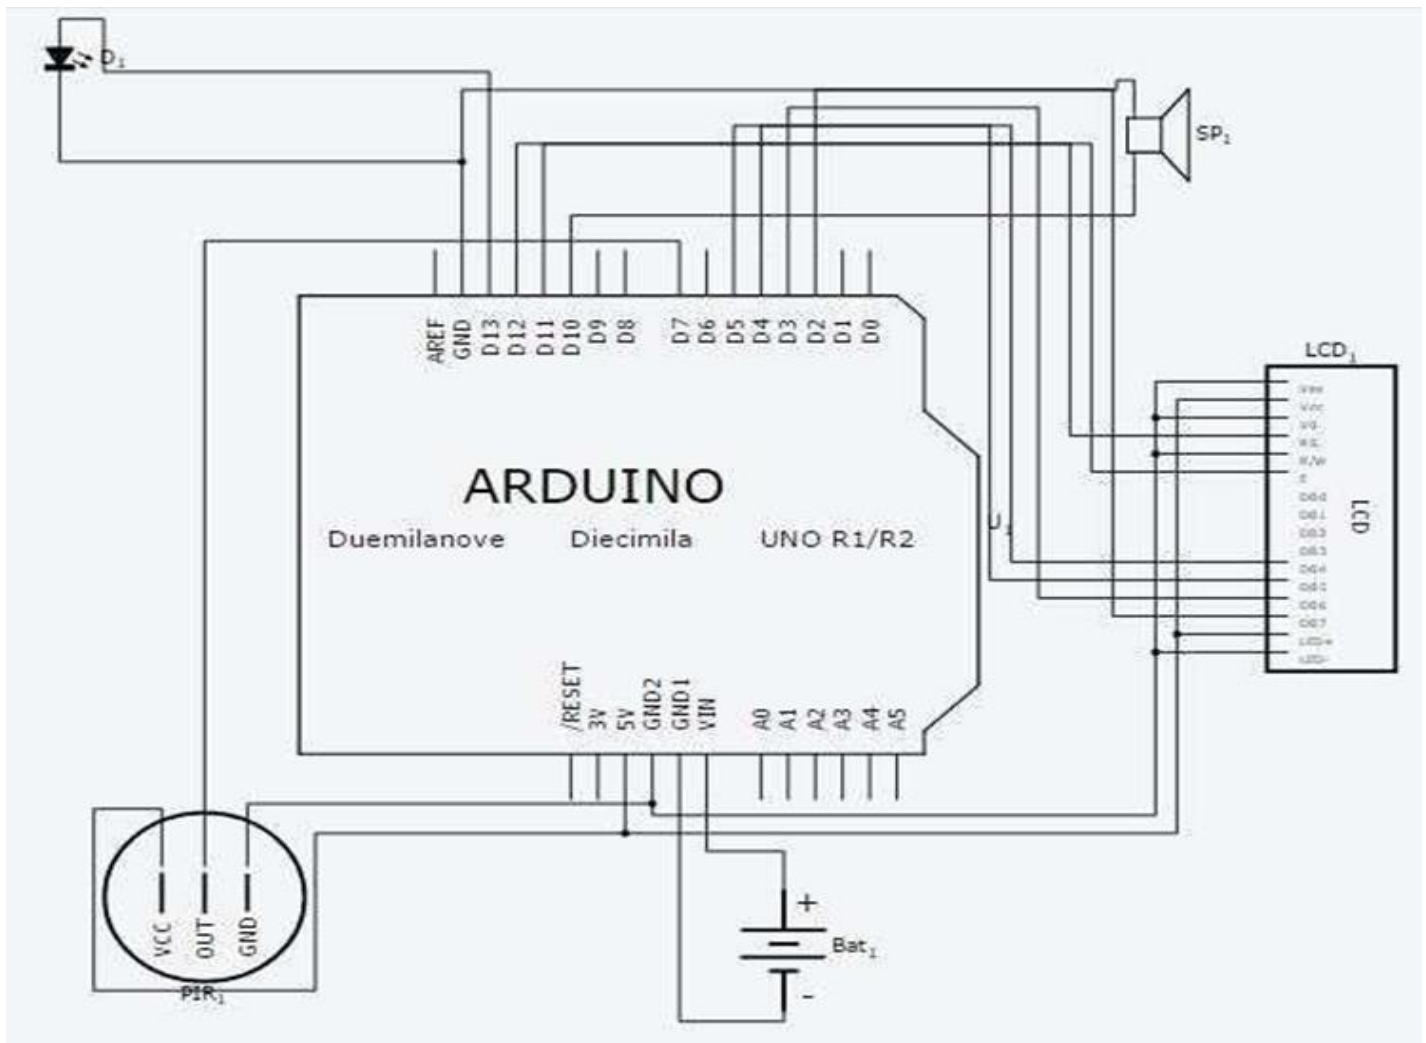 D1
SP1
AREF
GND
D13
D12
D11
D10
D9
D8
D7
D6
D5
D4
D3
D2
D1
D0
LCD1
Vcc
R/W
E
LCD
ARDUINO
Duemilanove Diecimila UNO R1/R2
/RESET
3V
5V
GND2
GND1
VIN
A0
A1
A2
A3
A4
A5
+
Bat1
-
VCC
OUT
GND
PIR1